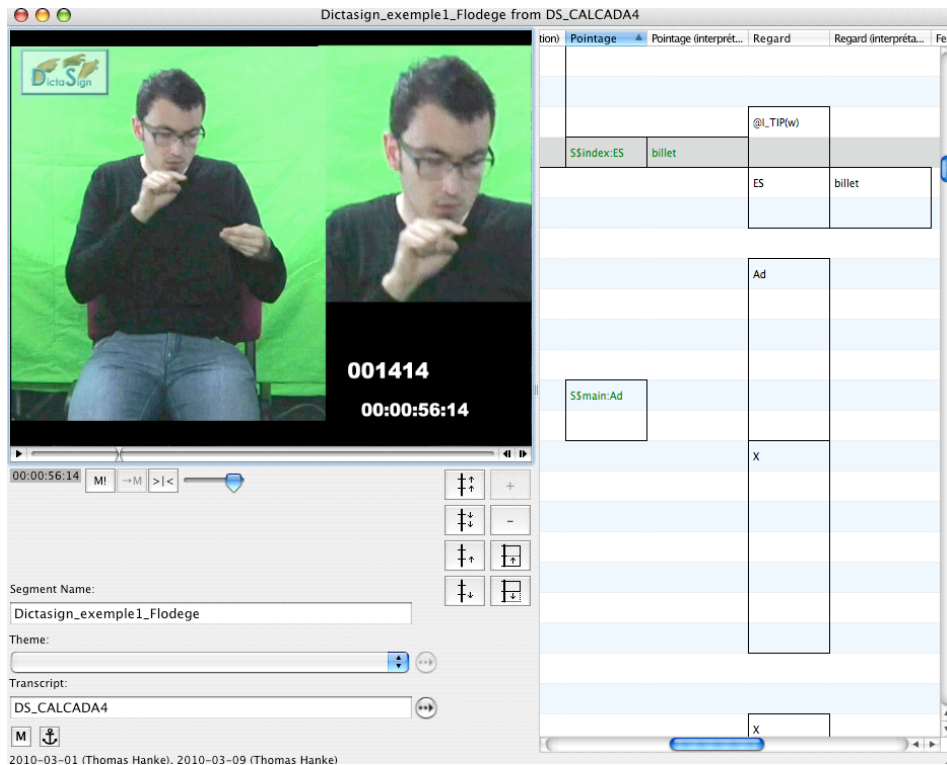 Dictasign_exemple1_Flodege from DS_CALCADA4
DictaSign
001414
00:00:56:14
00:00:56:14
M!
→M
>|<
+
-
Segment Name:
Dictasign_exemple1_Flodege
Theme:
Transcript:
DS_CALCADA4
M
2010-03-01 (Thomas Hanke), 2010-03-09 (Thomas Hanke)
tion) Pointage Pointage (interprét... Regard Regard (interpréta... Fe
@I_TIP(w)
S$index:ES billet
ES billet
Ad
S$main:Ad
X
X